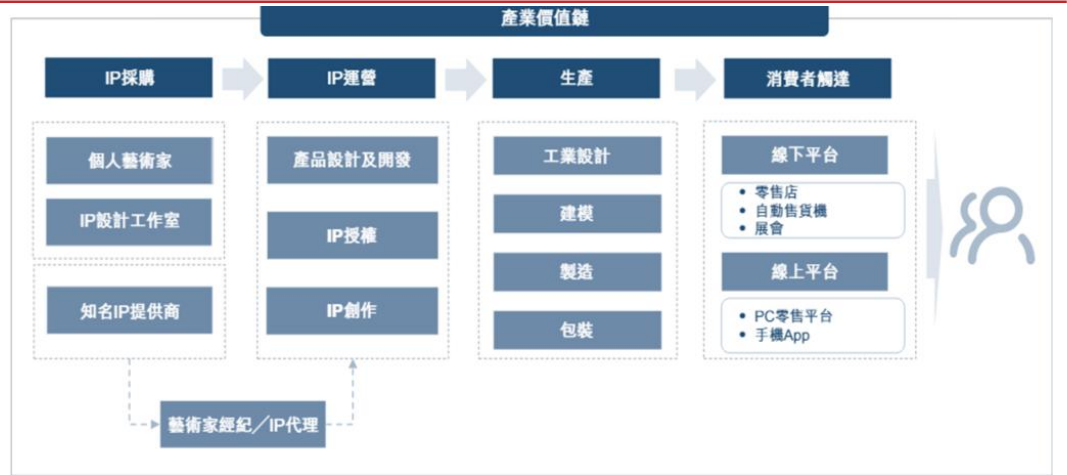 產業價值鏈
IP採購
IP運營
生產
消費者觸達
個人藝術家
IP設計工作室
知名IP提供商
藝術家經紀／IP代理
產品設計及開發
IP授權
IP創作
工業設計
建模
製造
包裝
線下平台
• 零售店
• 自動售貨機
• 展會
線上平台
• PC零售平台
• 手機App